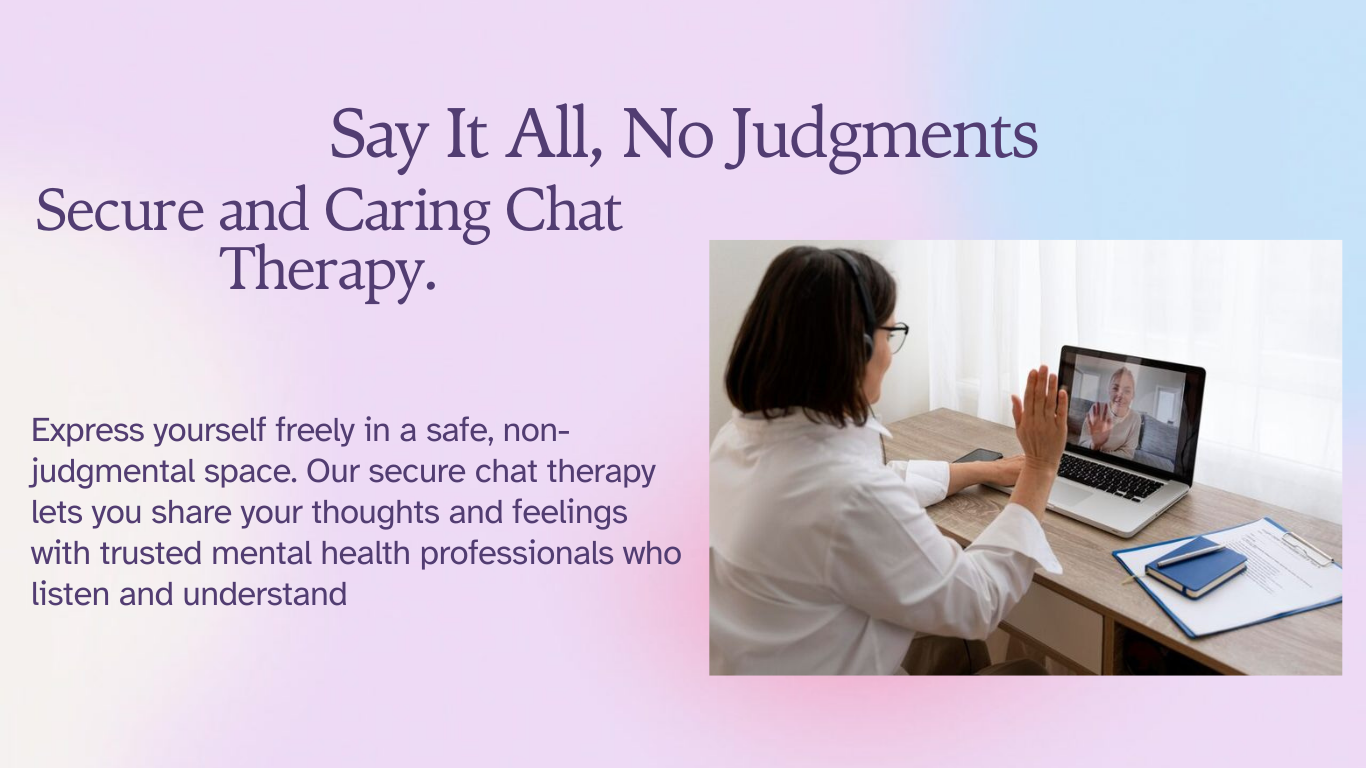 Say It All, No Judgments
Secure and Caring Chat
Therapy.
Express yourself freely in a safe, non-
judgmental space. Our secure chat therapy
lets you share your thoughts and feelings
with trusted mental health professionals who
listen and understand